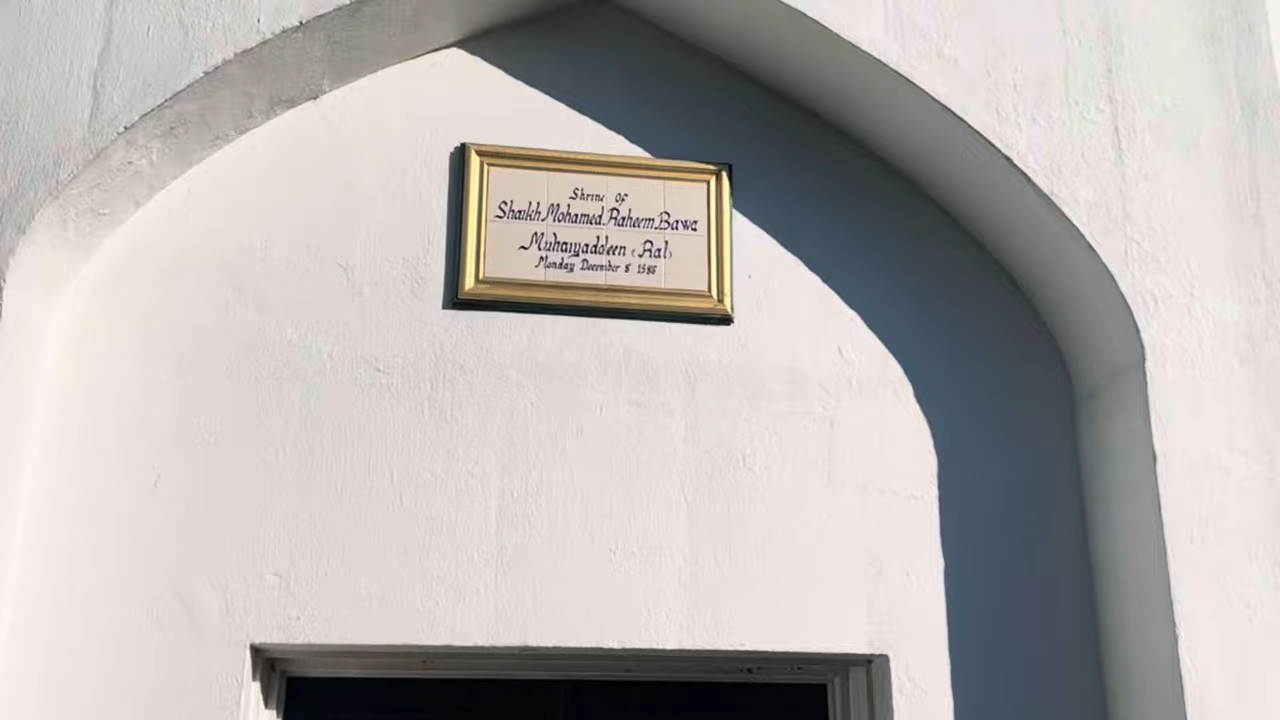 Shrine of
Shaikh Mohamed Raheem Bawa
Muhaiyaddeen (Ral)
Monday December 8 1986